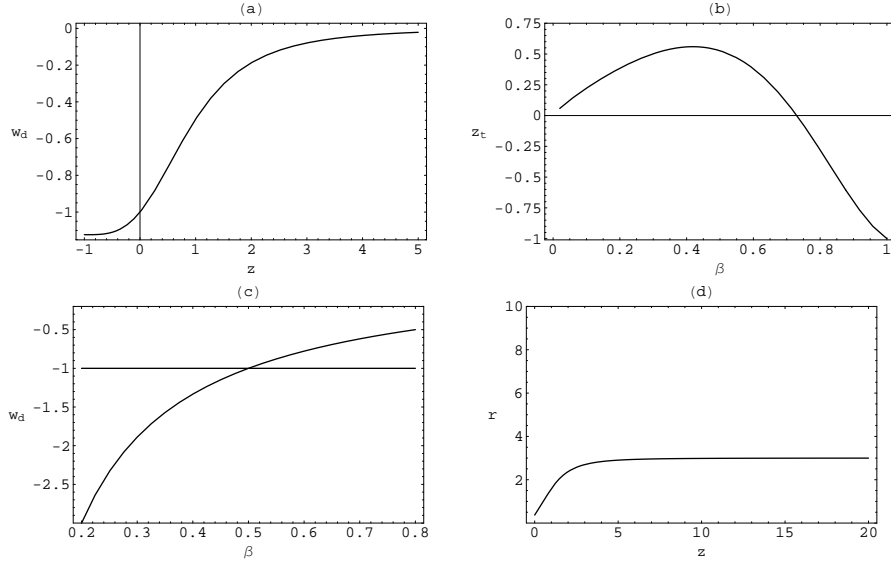 (a)
0
-0.2
-0.4
-0.6
-0.8
-1
w_d
-1 0 1 2 3 4 5
z
(b)
0.75
0.5
0.25
0
-0.25
-0.5
-0.75
-1
z_t
0 0.2 0.4 0.6 0.8 1
β
(c)
-0.5
-1
-1.5
-2
-2.5
w_d
0.2 0.3 0.4 0.5 0.6 0.7 0.8
β
(d)
10
8
6
4
2
r
0 5 10 15 20
z